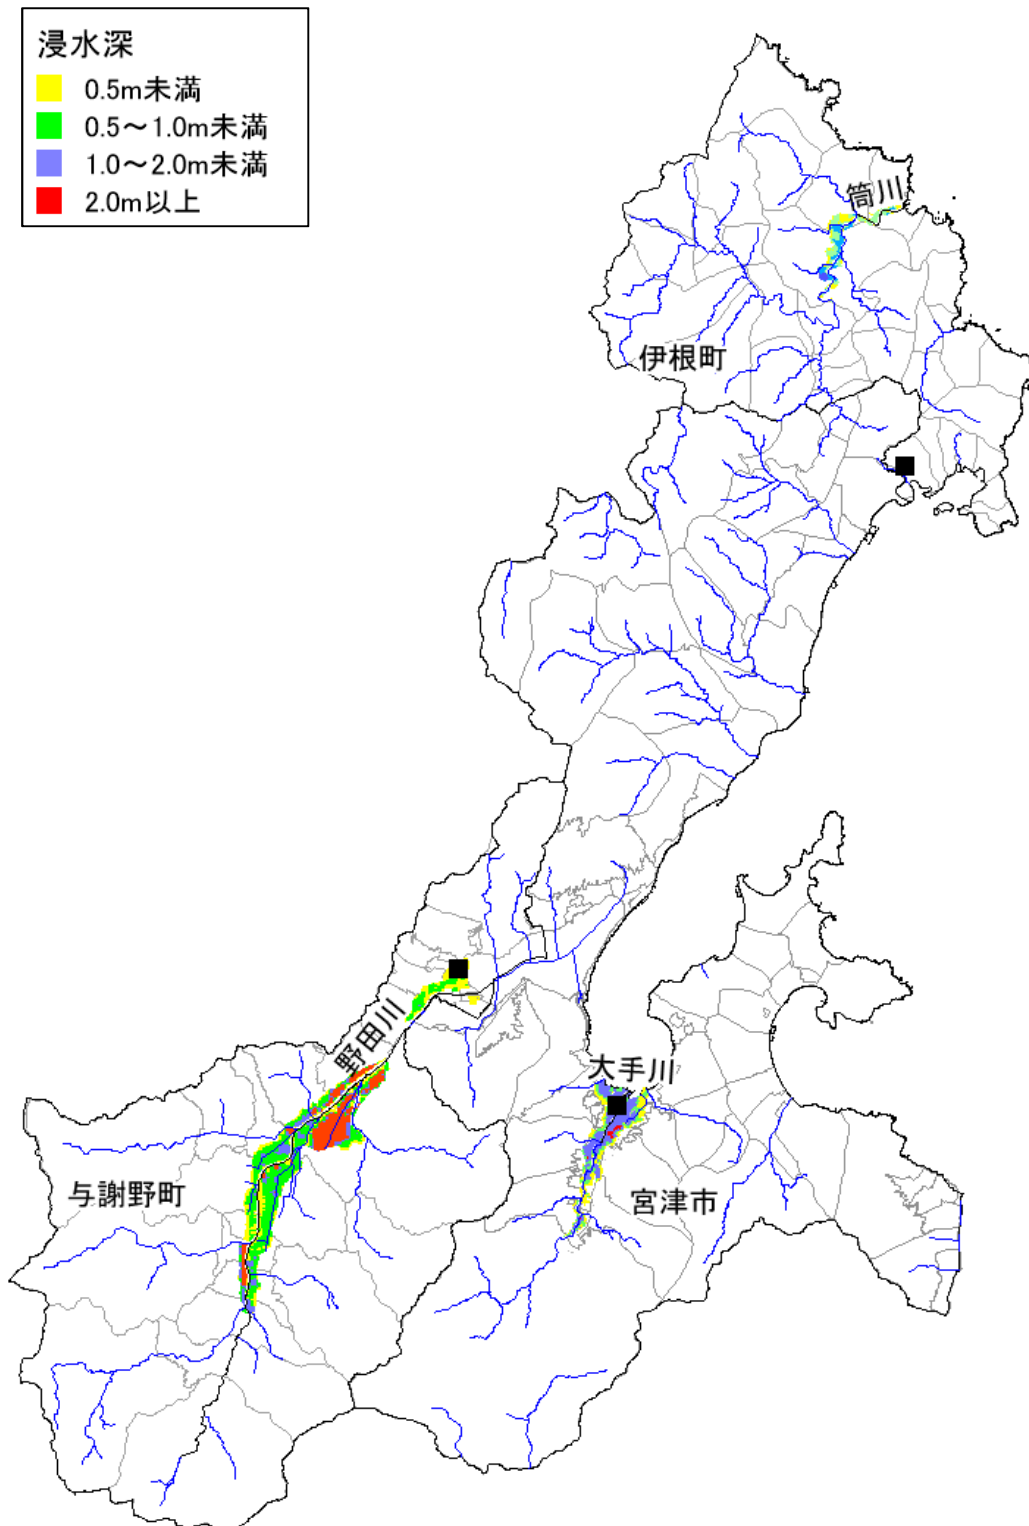 浸水深
0.5m未満
0.5～1.0m未満
1.0～2.0m未満
2.0m以上
筒川
伊根町
野田川
大手川
与謝野町
宮津市